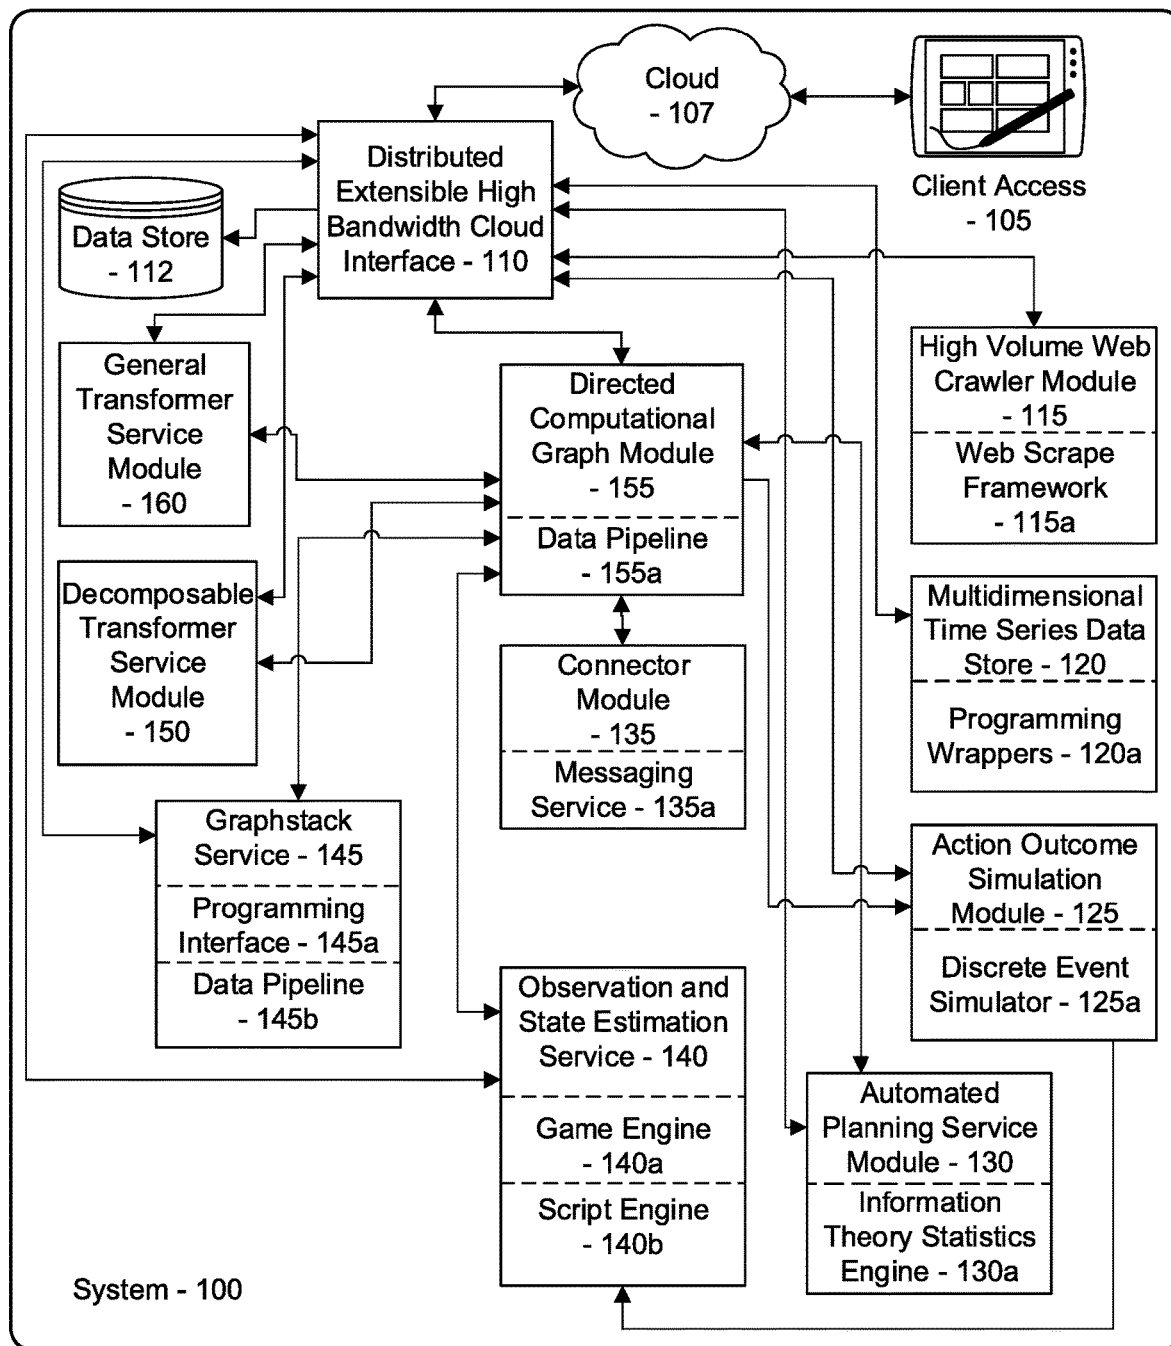 Cloud
- 107
Client Access
- 105
Distributed
Extensible High
Bandwidth Cloud
Interface - 110
Data Store
- 112
General
Transformer
Service
Module
- 160
Directed
Computational
Graph Module
- 155
Data Pipeline
- 155a
High Volume Web
Crawler Module
- 115
Web Scrape
Framework
- 115a
Decomposable
Transformer
Service
Module
- 150
Connector
Module
- 135
Messaging
Service - 135a
Multidimensional
Time Series Data
Store - 120
Programming
Wrappers - 120a
Graphstack
Service - 145
Programming
Interface - 145a
Data Pipeline
- 145b
Action Outcome
Simulation
Module - 125
Discrete Event
Simulator - 125a
Observation and
State Estimation
Service - 140
Game Engine
- 140a
Script Engine
- 140b
Automated
Planning Service
Module - 130
Information
Theory Statistics
Engine - 130a
System - 100